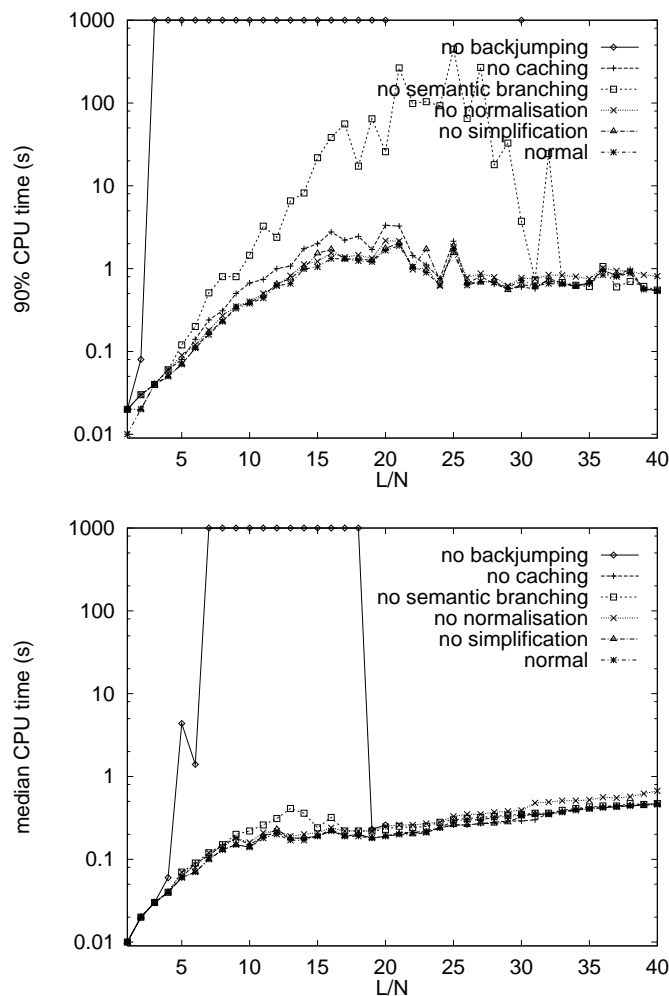 1000
100
10
1
0.1
0.01
90% CPU time (s)
no backjumping
no caching
no semantic branching
no normalisation
no simplification
normal
5 10 15 20 25 30 35 40
L/N
1000
100
10
1
0.1
0.01
median CPU time (s)
no backjumping
no caching
no semantic branching
no normalisation
no simplification
normal
5 10 15 20 25 30 35 40
L/N